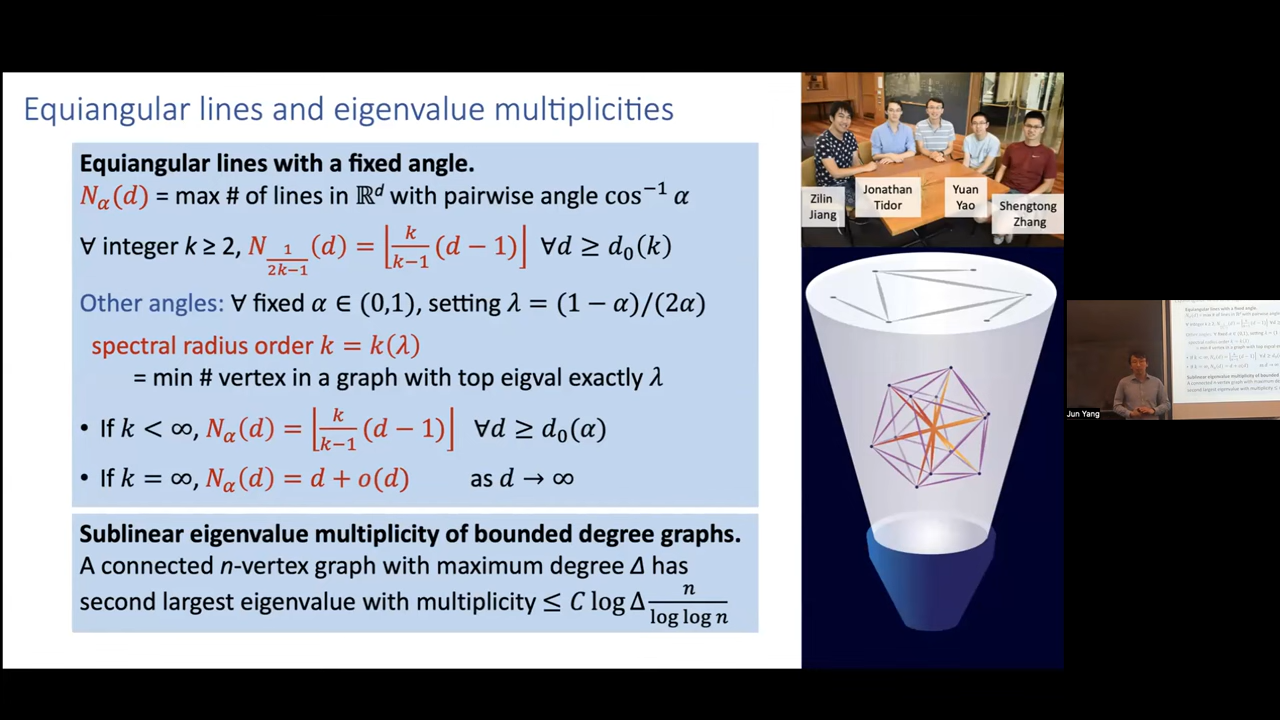 Equiangular lines and eigenvalue multiplicities
Equiangular lines with a fixed angle.
N_α(d) = max # of lines in ℝ^d with pairwise angle cos⁻¹ α
∀ integer k ≥ 2, N_{1/(2k−1)}(d) = ⌊k/(k−1) (d − 1)⌋ ∀d ≥ d₀(k)
Other angles: ∀ fixed α ∈ (0,1), setting λ = (1 − α)/(2α)
spectral radius order k = k(λ)
= min # vertex in a graph with top eigval exactly λ
• If k < ∞, N_α(d) = ⌊k/(k−1) (d − 1)⌋ ∀d ≥ d₀(α)
• If k = ∞, N_α(d) = d + o(d) as d → ∞
Sublinear eigenvalue multiplicity of bounded degree graphs.
A connected n-vertex graph with maximum degree Δ has
second largest eigenvalue with multiplicity ≤ C log Δ n/(log log n)
Zilin
Jiang
Jonathan
Tidor
Yuan
Yao
Shengtong
Zhang
Jun Yang